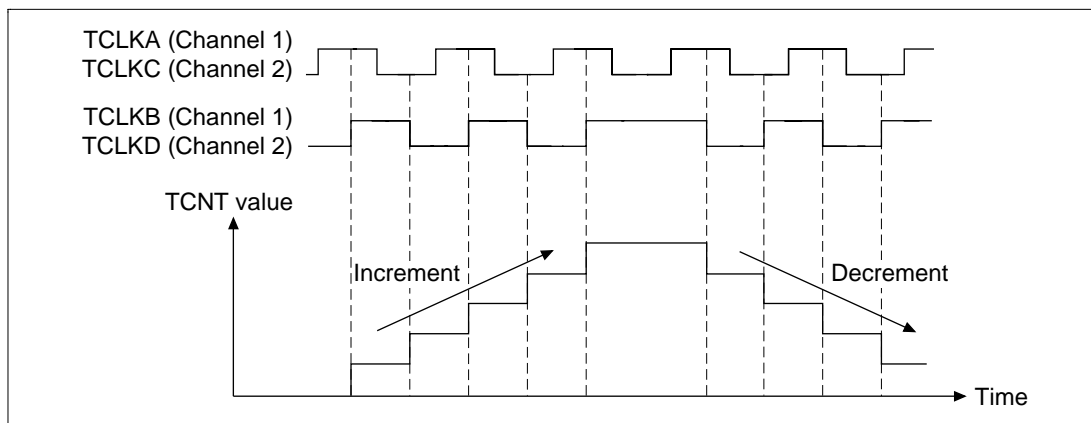 TCLKA (Channel 1)
TCLKC (Channel 2)
TCLKB (Channel 1)
TCLKD (Channel 2)
TCNT value
Increment
Decrement
Time